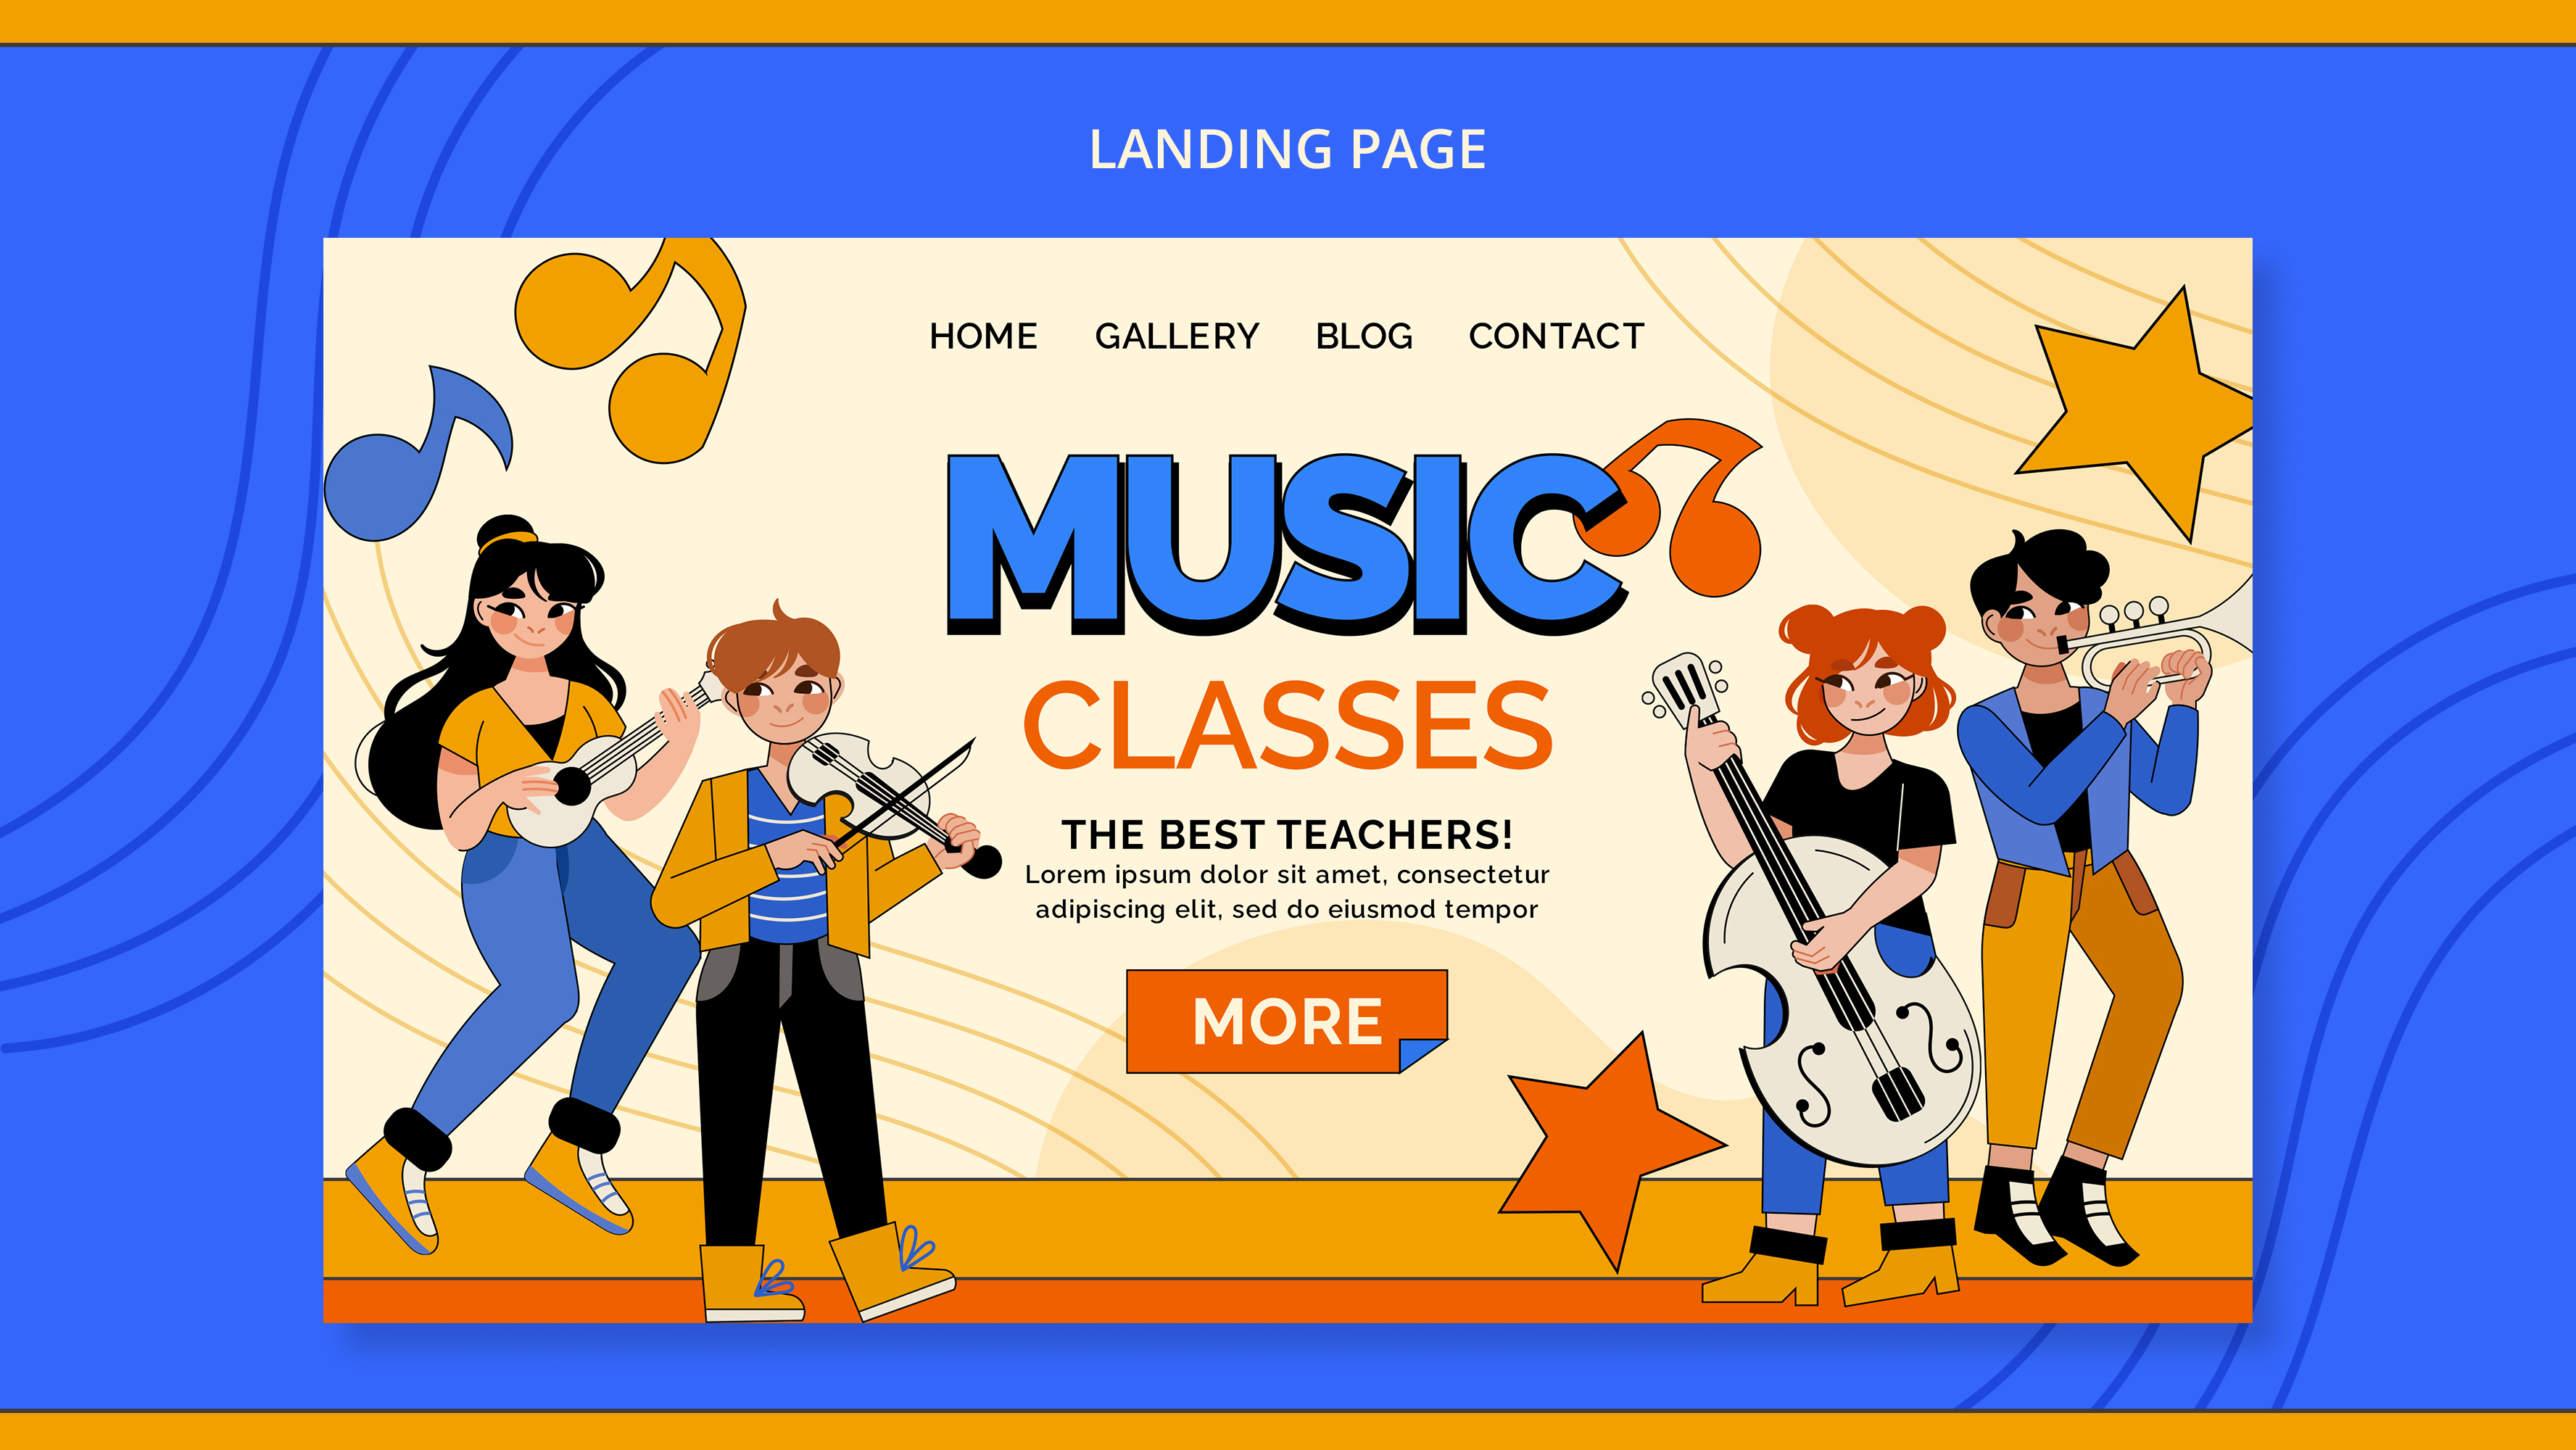 LANDING PAGE
HOME GALLERY BLOG CONTACT
MUSIC
CLASSES
THE BEST TEACHERS!
Lorem ipsum dolor sit amet, consectetur
adipiscing elit, sed do eiusmod tempor
MORE